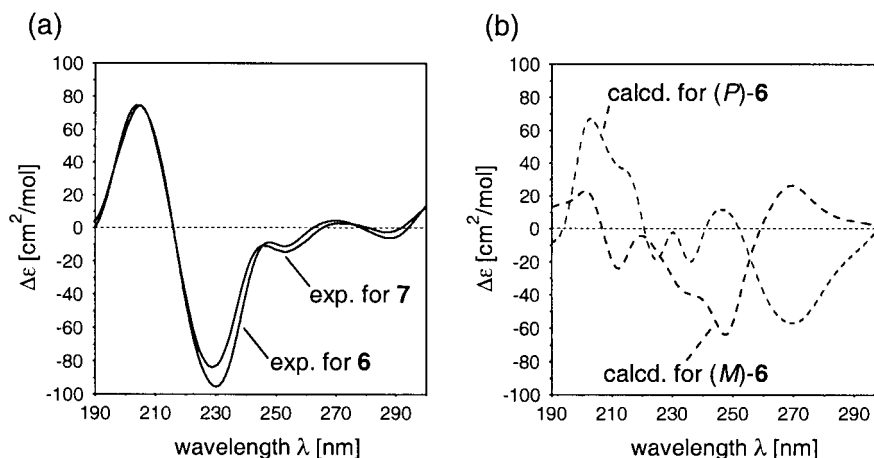 (a)
100
80
60
40
20
0
-20
-40
-60
-80
-100
Δε [cm²/mol]
exp. for 7
exp. for 6
190 210 230 250 270 290
wavelength λ [nm]
(b)
100
80
60
40
20
0
-20
-40
-60
-80
-100
Δε [cm²/mol]
calcd. for (P)-6
calcd. for (M)-6
190 210 230 250 270 290
wavelength λ [nm]